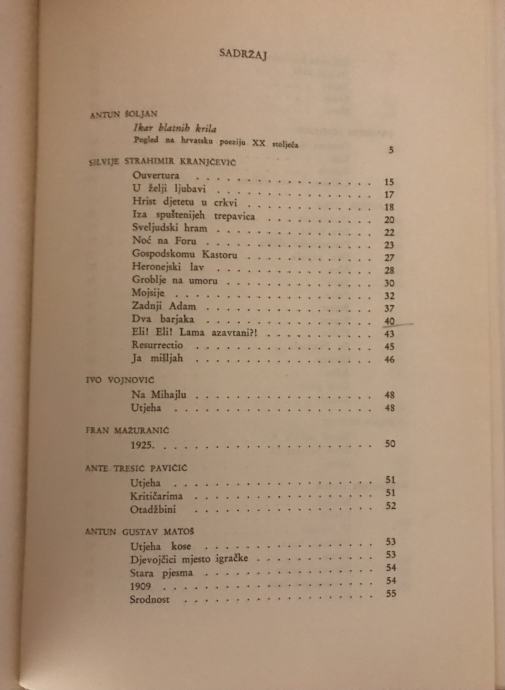 SADRŽAJ
ANTUN ŠOLJAN
Ikar blatnih krila
Pogled na hrvatsku poeziju XX stoljeća 5
SILVIJE STRAHIMIR KRANJČEVIĆ
Ouvertura . . . . . . . . . . . . . . . . . 15
U želji ljubavi . . . . . . . . . . . . . . 17
Hrist djetetu u crkvi . . . . . . . . . . . 18
Iza spuštenijeh trepavica . . . . . . . . . 20
Sveljudski hram . . . . . . . . . . . . . . 22
Noć na Foru . . . . . . . . . . . . . . . . 23
Gospodskomu Kastoru . . . . . . . . . . . . 27
Heronejski lav . . . . . . . . . . . . . . 28
Groblje na umoru . . . . . . . . . . . . . 30
Mojsije . . . . . . . . . . . . . . . . . . 32
Zadnji Adam . . . . . . . . . . . . . . . . 37
Dva barjaka . . . . . . . . . . . . . . . . 40
Eli! Eli! Lama azavtani?! . . . . . . . . . 43
Resurrectio . . . . . . . . . . . . . . . . 45
Ja mišljah . . . . . . . . . . . . . . . . 46
IVO VOJNOVIĆ
Na Mihajlu . . . . . . . . . . . . . . . . 48
Utjeha . . . . . . . . . . . . . . . . . . 48
FRAN MAŽURANIĆ
1925. . . . . . . . . . . . . . . . . . . . 50
ANTE TRESIĆ PAVIČIĆ
Utjeha . . . . . . . . . . . . . . . . . . 51
Kritičarima . . . . . . . . . . . . . . . . 51
Otadžbini . . . . . . . . . . . . . . . . . 52
ANTUN GUSTAV MATOŠ
Utjeha kose . . . . . . . . . . . . . . . . 53
Djevojčici mjesto igračke . . . . . . . . . 53
Stara pjesma . . . . . . . . . . . . . . . 54
1909 . . . . . . . . . . . . . . . . . . . 54
Srodnost . . . . . . . . . . . . . . . . . 55